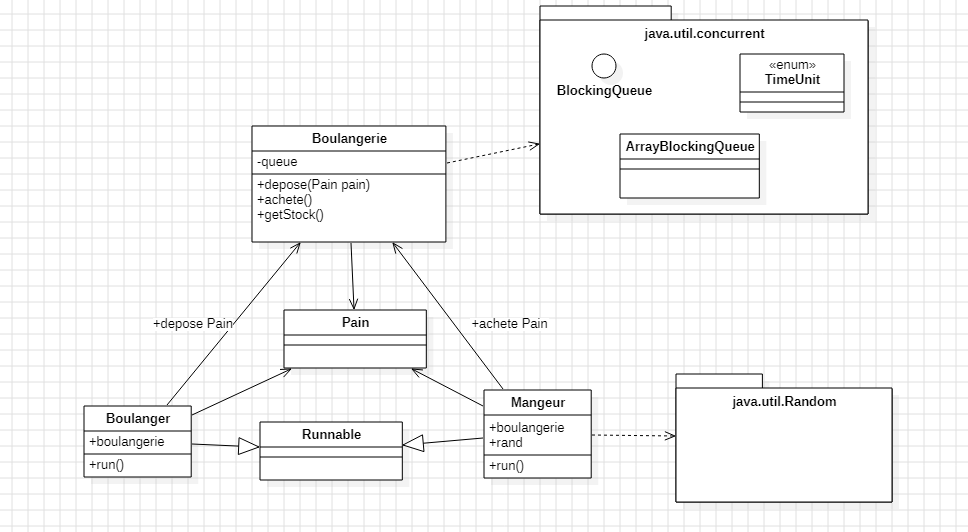 java.util.concurrent
BlockingQueue
«enum»
TimeUnit
ArrayBlockingQueue
Boulangerie
-queue
+depose(Pain pain)
+achete()
+getStock()
+depose Pain
+achete Pain
Pain
Boulanger
+boulangerie
+run()
Runnable
Mangeur
+boulangerie
+rand
+run()
java.util.Random